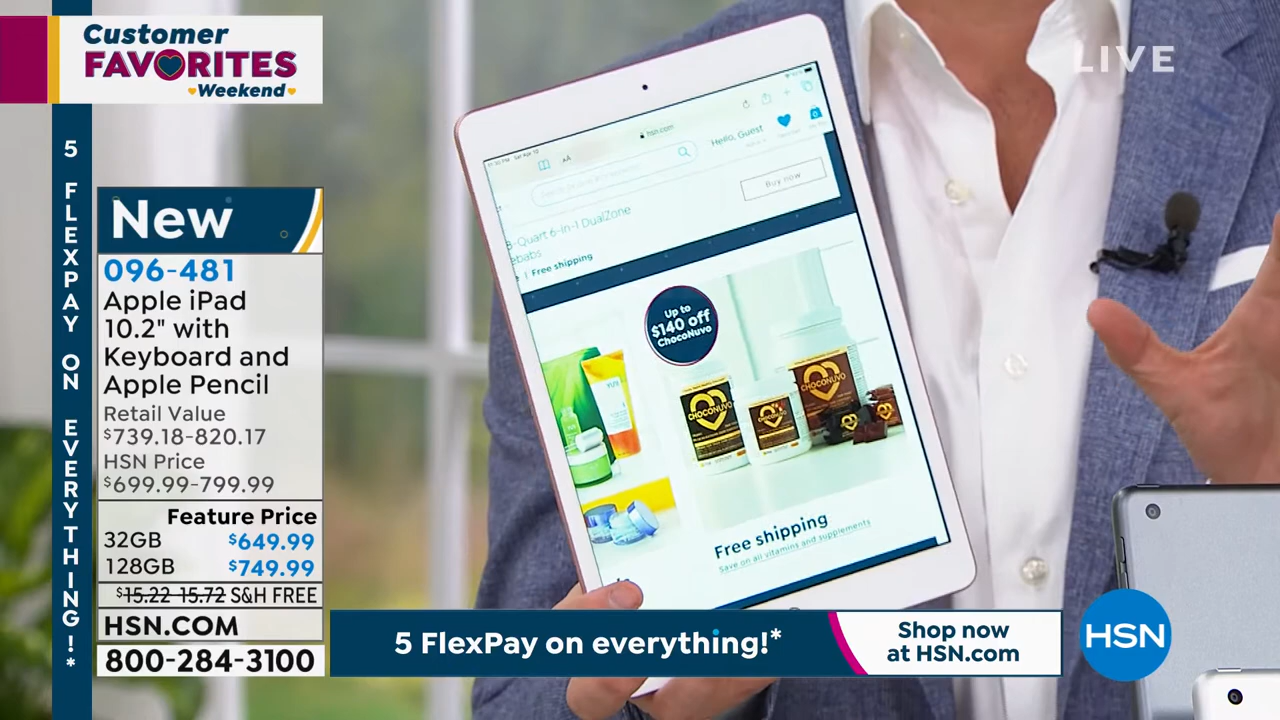 Customer
FAVORITES
Weekend
LIVE
5 FLEXPAY ON EVERYTHING!*
New
096-481
Apple iPad
10.2" with
Keyboard and
Apple Pencil
Retail Value
$739.18-820.17
HSN Price
$699.99-799.99
Feature Price
32GB $649.99
128GB $749.99
$15.22-15.72 S&H FREE
HSN.COM
800-284-3100
hsn.com
Hello, Guest
Buy now
8-Quart 6-in-1 DualZone
ebabs
Free shipping
Up to
$140 off
ChocoNuvo
CHOCONUVO
CHOCONUVO
CHOCONUVO
Free shipping
Save on all vitamins and supplements
5 FlexPay on everything!*
Shop now
at HSN.com
HSN